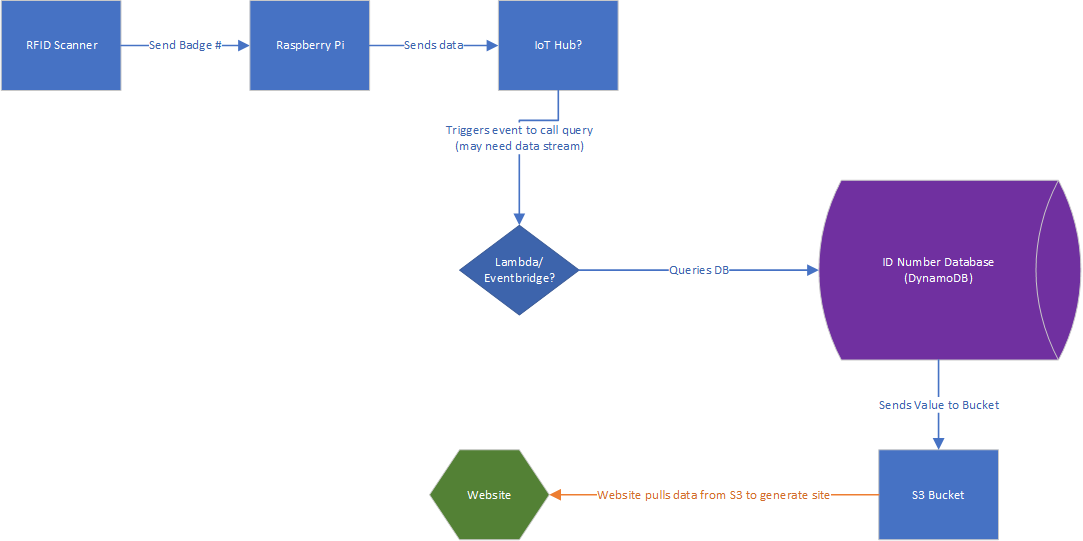 RFID Scanner
Send Badge #
Raspberry Pi
Sends data
IoT Hub?
Triggers event to call query
(may need data stream)
Lambda/
Eventbridge?
Queries DB
ID Number Database
(DynamoDB)
Sends Value to Bucket
Website
Website pulls data from S3 to generate site
S3 Bucket